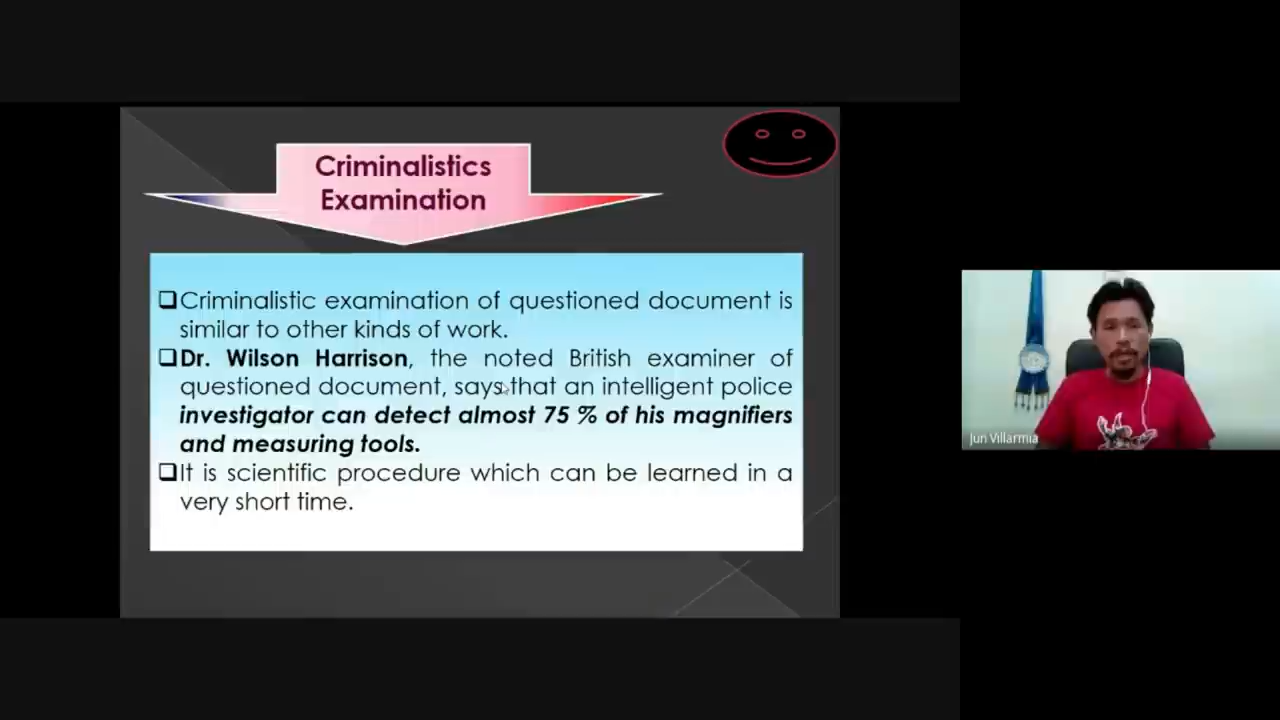 Criminalistics
Examination
❑Criminalistic examination of questioned document is
similar to other kinds of work.
❑Dr. Wilson Harrison, the noted British examiner of
questioned document, says that an intelligent police
investigator can detect almost 75 % of his magnifiers
and measuring tools.
❑It is scientific procedure which can be learned in a
very short time.
Jun Villarmia